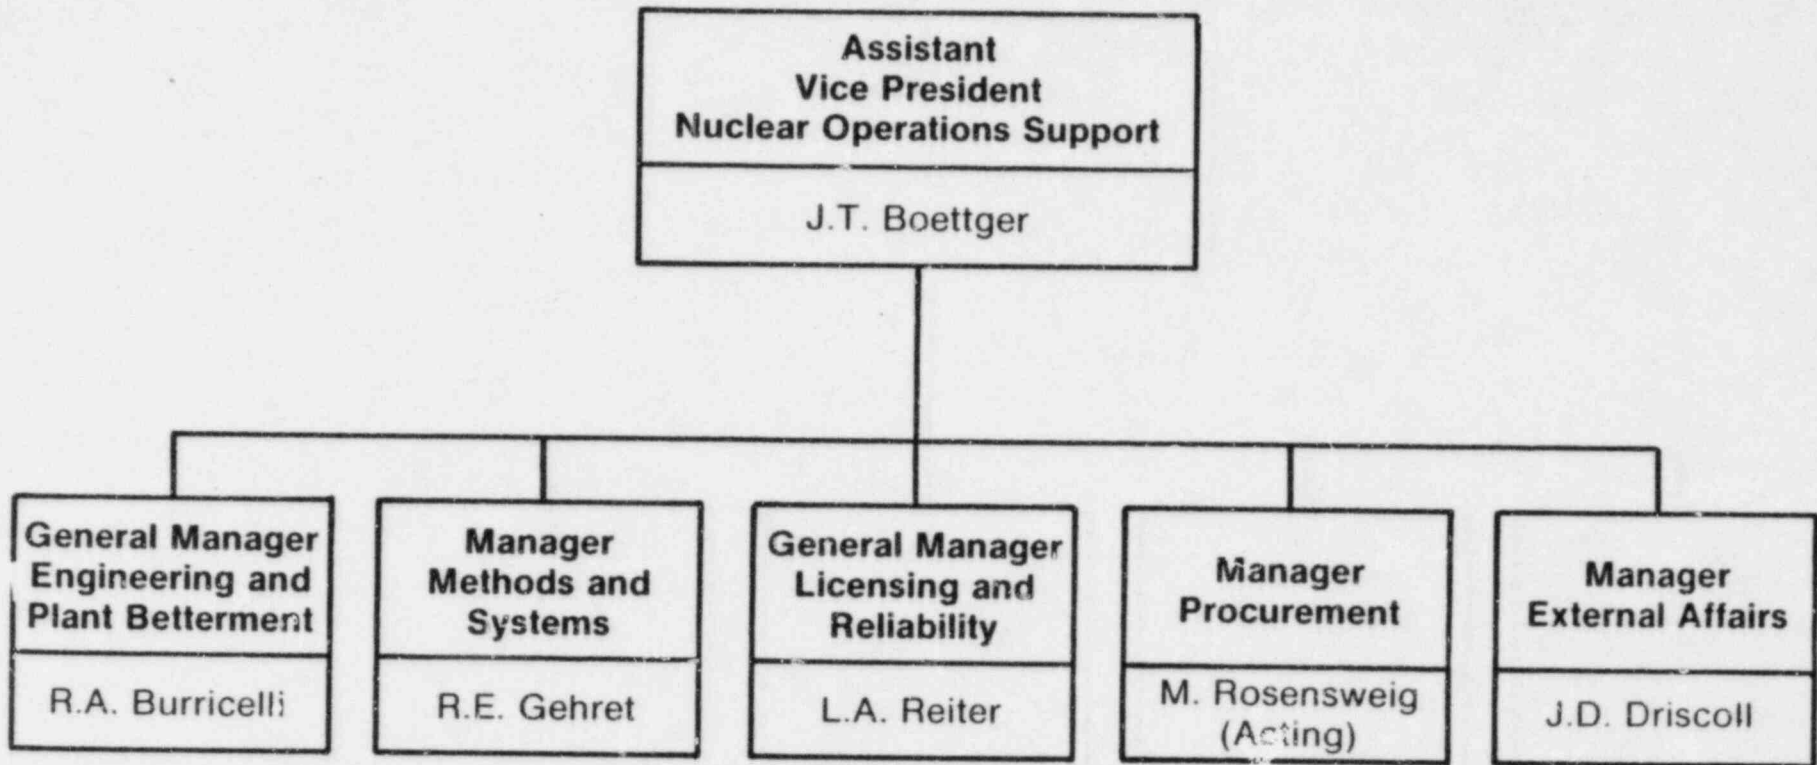 Assistant
Vice President
Nuclear Operations Support
J.T. Boettger
General Manager
Engineering and
Plant Betterment
R.A. Burricelli
Manager
Methods and
Systems
R.E. Gehret
General Manager
Licensing and
Reliability
L.A. Reiter
Manager
Procurement
M. Rosensweig
(Acting)
Manager
External Affairs
J.D. Driscoll